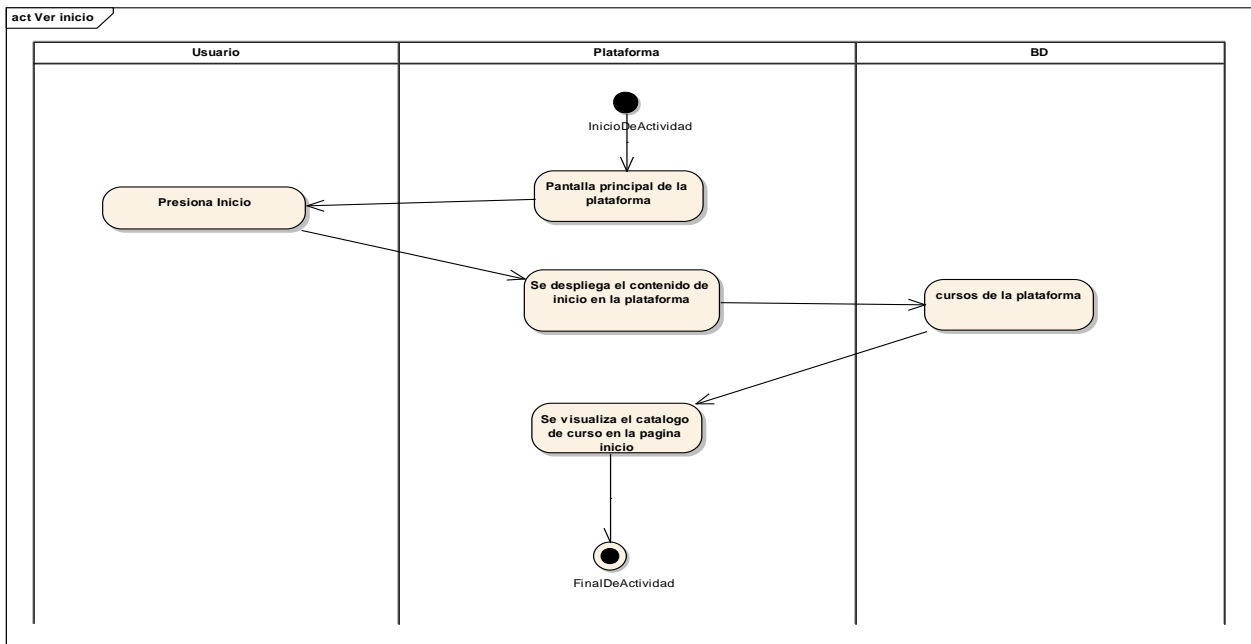 act Ver inicio
Usuario
Plataforma
BD
InicioDeActividad
Pantalla principal de la
plataforma
Presiona Inicio
Se despliega el contenido de
inicio en la plataforma
cursos de la plataforma
Se visualiza el catalogo
de curso en la pagina
inicio
FinalDeActividad